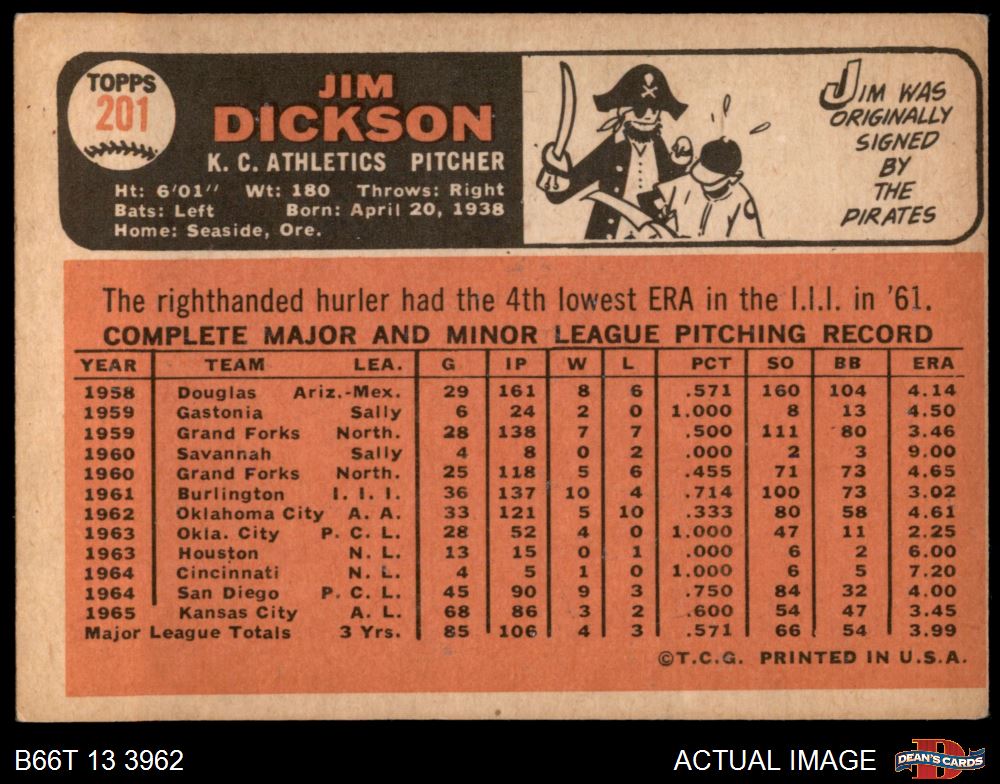 TOPPS
201
JIM
DICKSON
K. C. ATHLETICS PITCHER
Ht: 6'01" Wt: 180 Throws: Right
Bats: Left Born: April 20, 1938
Home: Seaside, Ore.
JIM WAS
ORIGINALLY
SIGNED
BY
THE
PIRATES
The righthanded hurler had the 4th lowest ERA in the I.I.I. in '61.
COMPLETE MAJOR AND MINOR LEAGUE PITCHING RECORD
YEAR TEAM LEA. G IP W L PCT SO BB ERA
1958 Douglas Ariz.-Mex. 29 161 8 6 .571 160 104 4.14
1959 Gastonia Sally 6 24 2 0 1.000 8 13 4.50
1959 Grand Forks North. 28 138 7 7 .500 111 80 3.46
1960 Savannah Sally 4 8 0 2 .000 2 3 9.00
1960 Grand Forks North. 25 118 5 6 .455 71 73 4.65
1961 Burlington I. I. I. 36 137 10 4 .714 100 73 3.02
1962 Oklahoma City A. A. 33 121 5 10 .333 80 58 4.61
1963 Okla. City P. C. L. 28 52 4 0 1.000 47 11 2.25
1963 Houston N. L. 13 15 0 1 .000 6 2 6.00
1964 Cincinnati N. L. 4 5 1 0 1.000 6 5 7.20
1964 San Diego P. C. L. 45 90 9 3 .750 84 32 4.00
1965 Kansas City A. L. 68 86 3 2 .600 54 47 3.45
Major League Totals 3 Yrs. 85 106 4 3 .571 66 54 3.99
©T.C.G. PRINTED IN U.S.A.
B66T 13 3962
ACTUAL IMAGE
DEAN'S CARDS